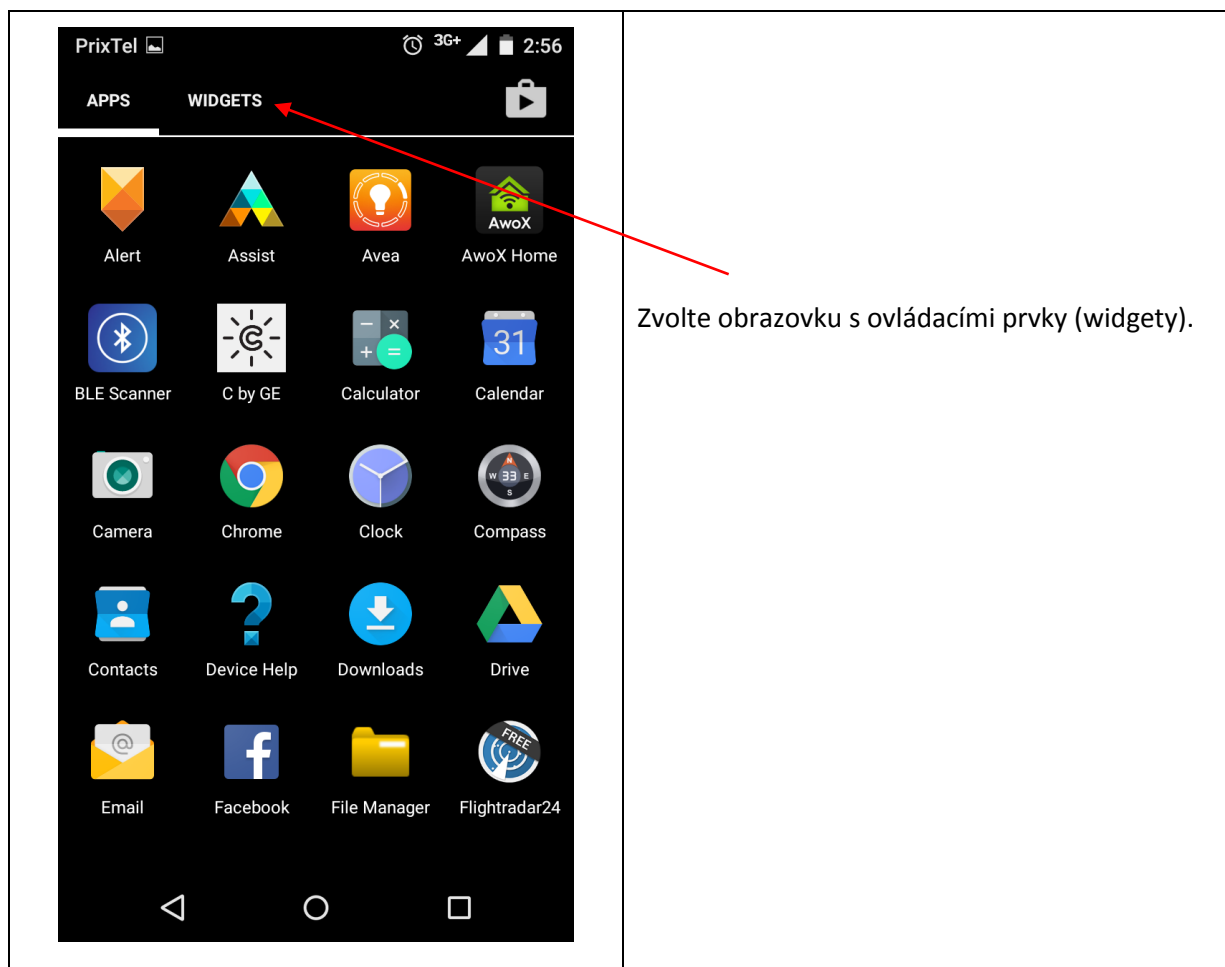 PrixTel 3G+ 2:56
APPS WIDGETS
AwoX
Alert Assist Avea AwoX Home
Zvolte obrazovku s ovládacími prvky (widgety).
C 31
BLE Scanner C by GE Calculator Calendar
N
W 33 E
S
Camera Chrome Clock Compass
?
Contacts Device Help Downloads Drive
@ f FREE
Email Facebook File Manager Flightradar24